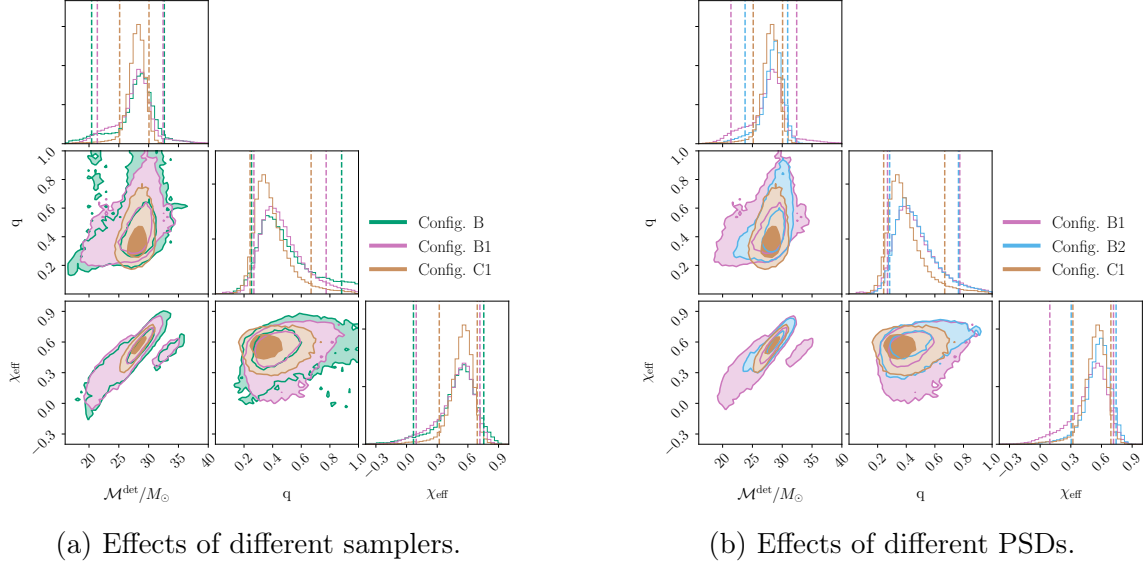 1.0
0.8
0.6
0.4
0.2
q
Config. B
Config. B1
Config. C1
0.9
0.6
0.3
0.0
−0.3
χeff
20
25
30
35
40
0.2
0.4
0.6
0.8
1.0
−0.3
0.0
0.3
0.6
0.9
𝓜det/M⊙
q
χeff
(a) Effects of different samplers.
1.0
0.8
0.6
0.4
0.2
q
Config. B1
Config. B2
Config. C1
0.9
0.6
0.3
0.0
−0.3
χeff
20
25
30
35
40
0.2
0.4
0.6
0.8
1.0
−0.3
0.0
0.3
0.6
0.9
𝓜det/M⊙
q
χeff
(b) Effects of different PSDs.